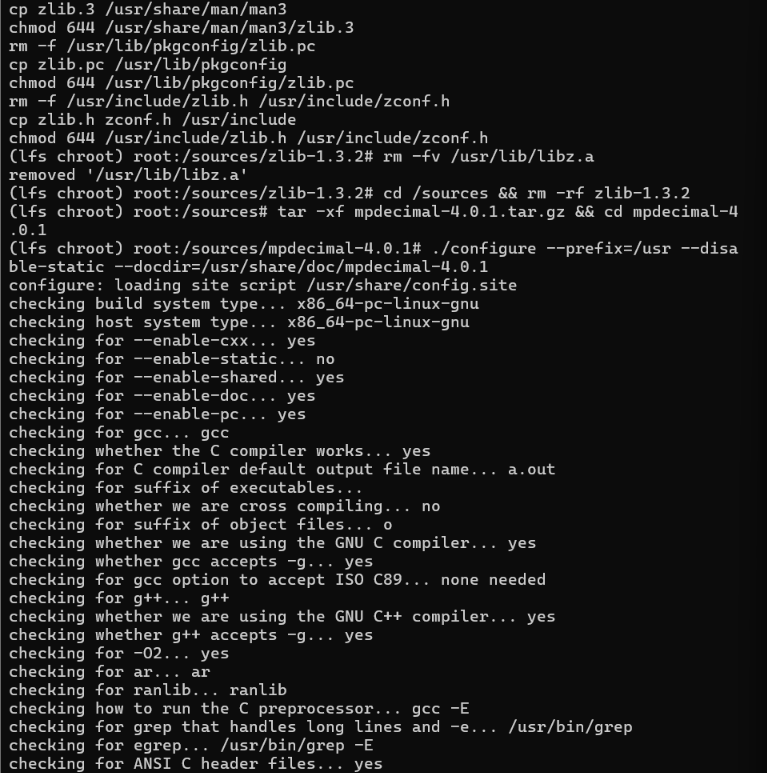 cp zlib.3 /usr/share/man/man3
chmod 644 /usr/share/man/man3/zlib.3
rm -f /usr/lib/pkgconfig/zlib.pc
cp zlib.pc /usr/lib/pkgconfig
chmod 644 /usr/lib/pkgconfig/zlib.pc
rm -f /usr/include/zlib.h /usr/include/zconf.h
cp zlib.h zconf.h /usr/include
chmod 644 /usr/include/zlib.h /usr/include/zconf.h
(lfs chroot) root:/sources/zlib-1.3.2# rm -fv /usr/lib/libz.a
removed '/usr/lib/libz.a'
(lfs chroot) root:/sources/zlib-1.3.2# cd /sources && rm -rf zlib-1.3.2
(lfs chroot) root:/sources# tar -xf mpdecimal-4.0.1.tar.gz && cd mpdecimal-4
.0.1
(lfs chroot) root:/sources/mpdecimal-4.0.1# ./configure --prefix=/usr --disa
ble-static --docdir=/usr/share/doc/mpdecimal-4.0.1
configure: loading site script /usr/share/config.site
checking build system type... x86_64-pc-linux-gnu
checking host system type... x86_64-pc-linux-gnu
checking for --enable-cxx... yes
checking for --enable-static... no
checking for --enable-shared... yes
checking for --enable-doc... yes
checking for --enable-pc... yes
checking for gcc... gcc
checking whether the C compiler works... yes
checking for C compiler default output file name... a.out
checking for suffix of executables...
checking whether we are cross compiling... no
checking for suffix of object files... o
checking whether we are using the GNU C compiler... yes
checking whether gcc accepts -g... yes
checking for gcc option to accept ISO C89... none needed
checking for g++... g++
checking whether we are using the GNU C++ compiler... yes
checking whether g++ accepts -g... yes
checking for -O2... yes
checking for ar... ar
checking for ranlib... ranlib
checking how to run the C preprocessor... gcc -E
checking for grep that handles long lines and -e... /usr/bin/grep
checking for egrep... /usr/bin/grep -E
checking for ANSI C header files... yes